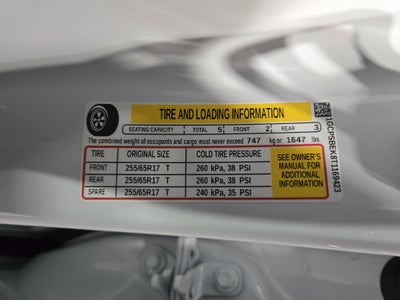 TIRE AND LOADING INFORMATION
SEATING CAPACITY TOTAL 5 FRONT 2 REAR 3
The combined weight of occupants and cargo must never exceed 747 kg or 1647 lbs.
TIRE ORIGINAL SIZE COLD TIRE PRESSURE
FRONT 255/65R17 T 260 kPa, 38 PSI
REAR 255/65R17 T 260 kPa, 38 PSI
SPARE 255/65R17 T 240 kPa, 35 PSI
SEE OWNER'S
MANUAL FOR
ADDITIONAL
INFORMATION
1GCPSBEK8T1169423